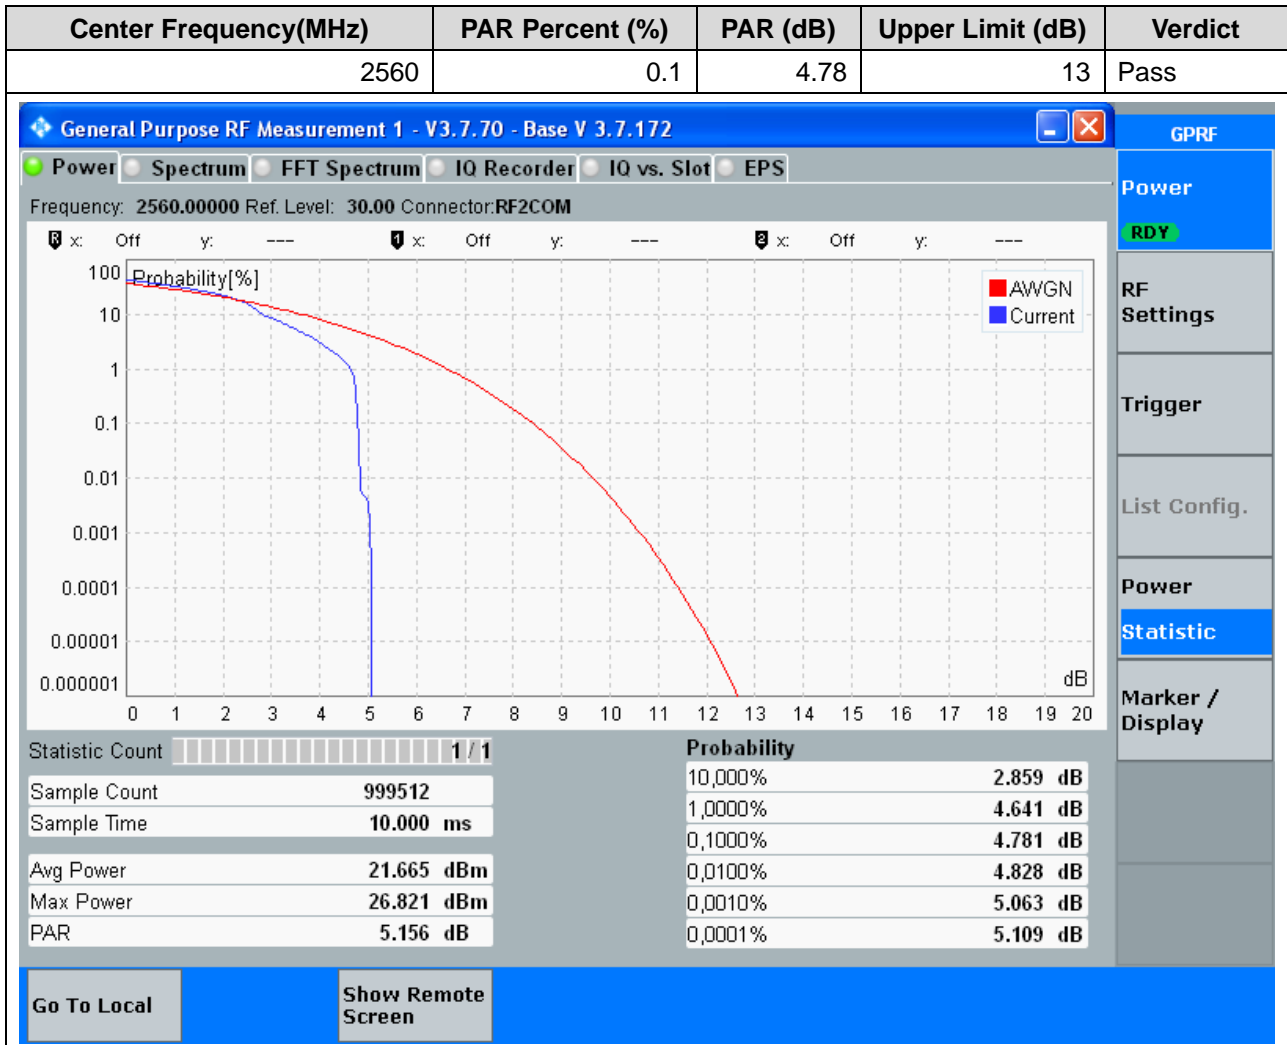 Center Frequency(MHz) PAR Percent (%) PAR (dB) Upper Limit (dB) Verdict
2560 0.1 4.78 13 Pass
General Purpose RF Measurement 1 - V3.7.70 - Base V 3.7.172
GPRF
Power Spectrum FFT Spectrum IQ Recorder IQ vs. Slot EPS
Frequency: 2560.00000 Ref. Level: 30.00 Connector:RF2COM
R x: Off y: --- 1 x: Off y: --- 2 x: Off y: ---
Probability[%]
AWGN
Current
100
10
1
0.1
0.01
0.001
0.0001
0.00001
0.000001
dB
0 1 2 3 4 5 6 7 8 9 10 11 12 13 14 15 16 17 18 19 20
Statistic Count 1 / 1
Sample Count 999512
Sample Time 10.000 ms
Avg Power 21.665 dBm
Max Power 26.821 dBm
PAR 5.156 dB
Probability
10,000% 2.859 dB
1,0000% 4.641 dB
0,1000% 4.781 dB
0,0100% 4.828 dB
0,0010% 5.063 dB
0,0001% 5.109 dB
Power
RDY
RF
Settings
Trigger
List Config.
Power
Statistic
Marker /
Display
Go To Local
Show Remote
Screen